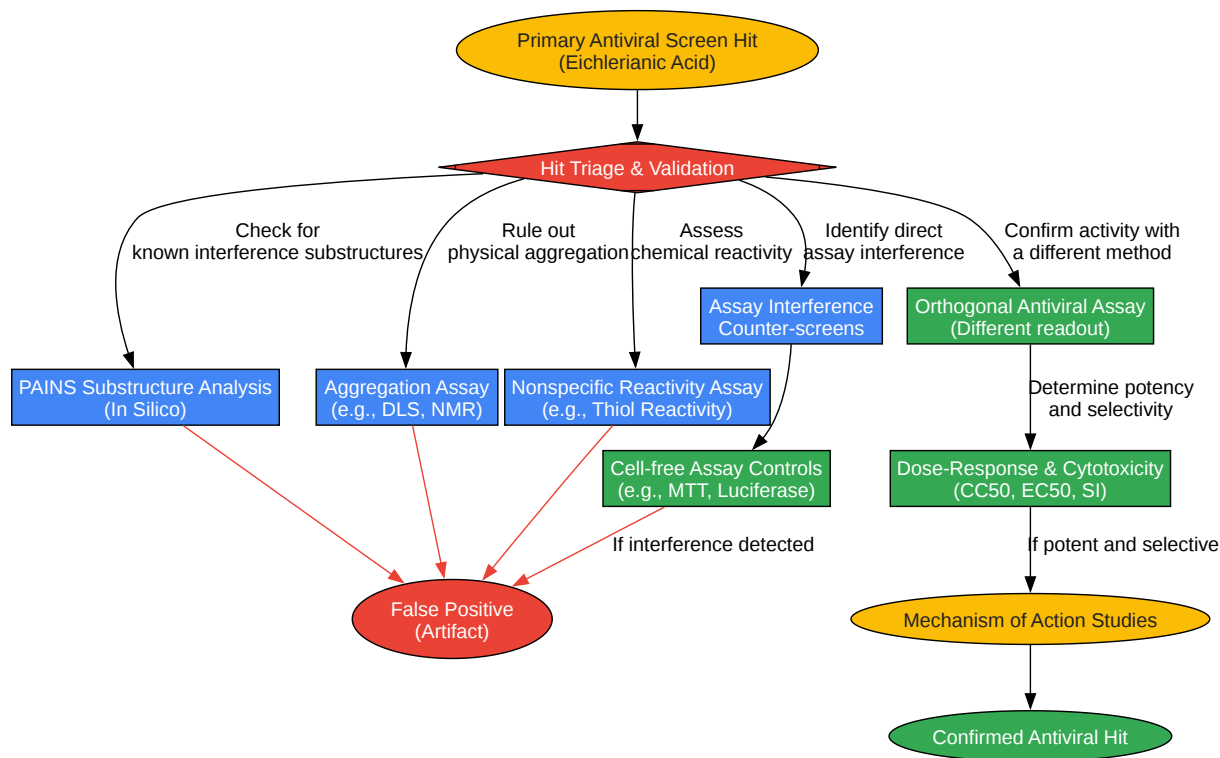 Primary Antiviral Screen Hit
(Eichlerianic Acid)
Hit Triage & Validation
Check for
known interference substructures
Rule out
physical aggregation
Assess
chemical reactivity
Identify direct
assay interference
Confirm activity with
a different method
Assay Interference
Counter-screens
Orthogonal Antiviral Assay
(Different readout)
PAINS Substructure Analysis
(In Silico)
Aggregation Assay
(e.g., DLS, NMR)
Nonspecific Reactivity Assay
(e.g., Thiol Reactivity)
Determine potency
and selectivity
Cell-free Assay Controls
(e.g., MTT, Luciferase)
Dose-Response & Cytotoxicity
(CC50, EC50, SI)
If interference detected
If potent and selective
False Positive
(Artifact)
Mechanism of Action Studies
Confirmed Antiviral Hit